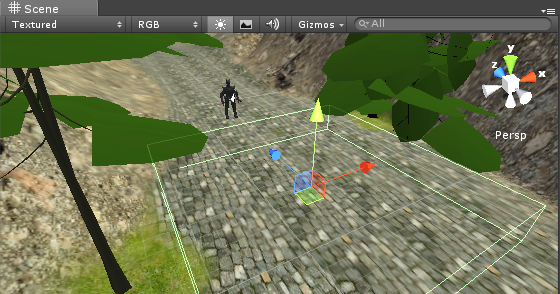 Scene
Textured RGB Gizmos All
y
z x
Persp